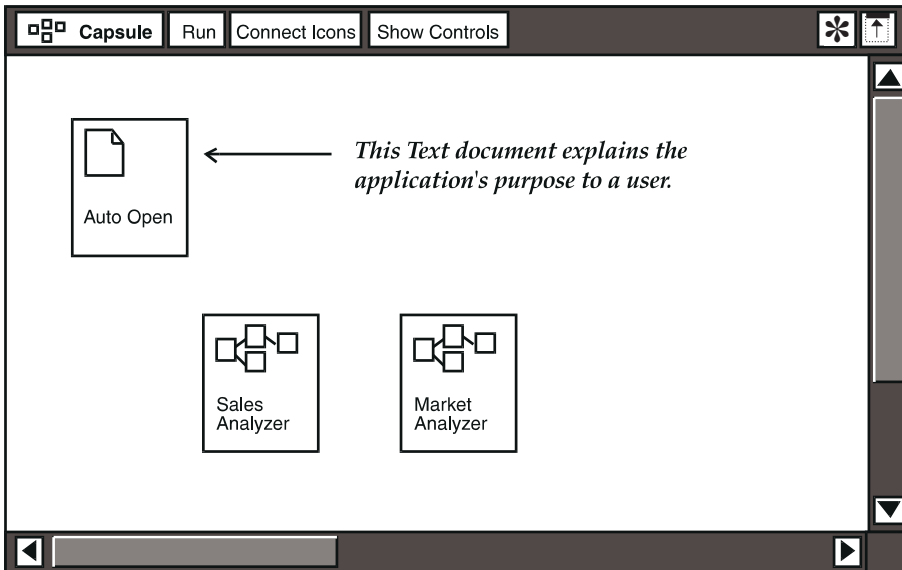 Capsule Run Connect Icons Show Controls
This Text document explains the
application's purpose to a user.
Auto Open
Sales
Analyzer
Market
Analyzer